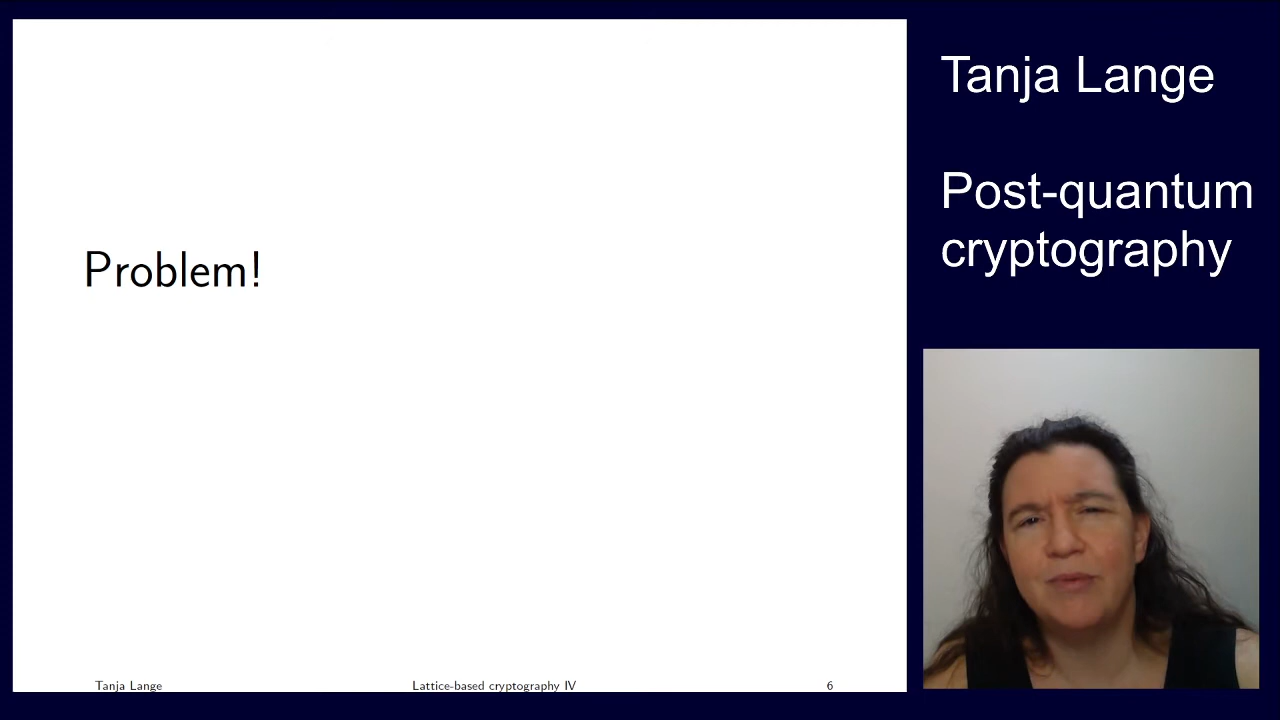 Problem!
Tanja Lange
Lattice-based cryptography IV
6
Tanja Lange
Post-quantum
cryptography